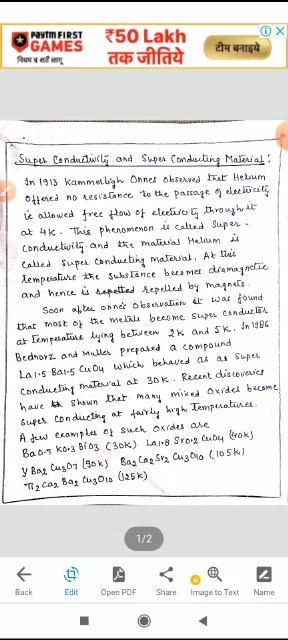 paytm FIRST
GAMES
नियम व शर्तें लागू
₹50 Lakh
तक जीतिये
टीम बनाइये
Super Conductivity and Super Conducting Material:
In 1913 Kammerligh Onnes observed that Helium
offered no resistance to the passage of electricity
is allowed free flow of electricity through it
at 4K. This phenomenon is called Super-
conductivity and the material Helium is
called Super conducting material. At this
temperature the substance becomes diamagnetic
and hence is repelled by magnets.
Soon after onne's observation it was found
that most of the metals become super conductor
at temperature lying between 2K and 5K. In 1986
Bednorz and Muller prepared a compound
La1.5 Ba1.5 CuO4 which behaved as as super
conducting material at 30K. Recent discoveries
have shown that many mixed oxides become
super conducting at fairly high Temperatures.
A few examples of such oxides are
Ba0.7 K0.3 BiO3 (30K) La1.8 Sr0.2 CuO4 (40K)
YBa2 Cu3O7 (90K) Ba2 Ca2 Sr2 Cu3O10 (105K)
Ti2 Ca2 Ba2 Cu3O10 (125K)
1/2
Back
Edit
Open PDF
Share
Image to Text
Name